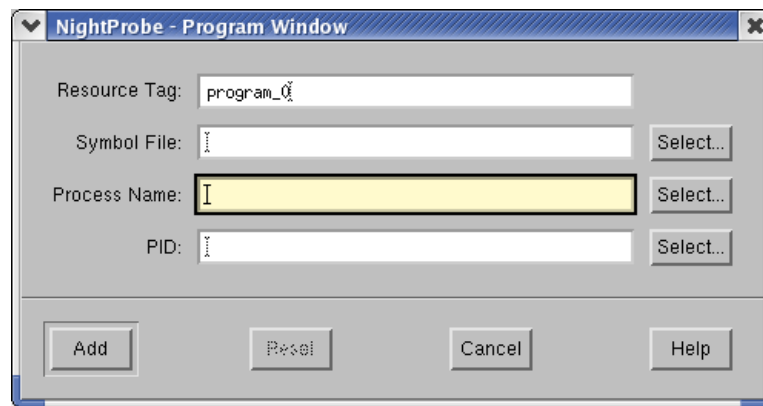 NightProbe - Program Window
Resource Tag: program_0
Symbol File: Select...
Process Name: Select...
PID: Select...
Add Reset Cancel Help